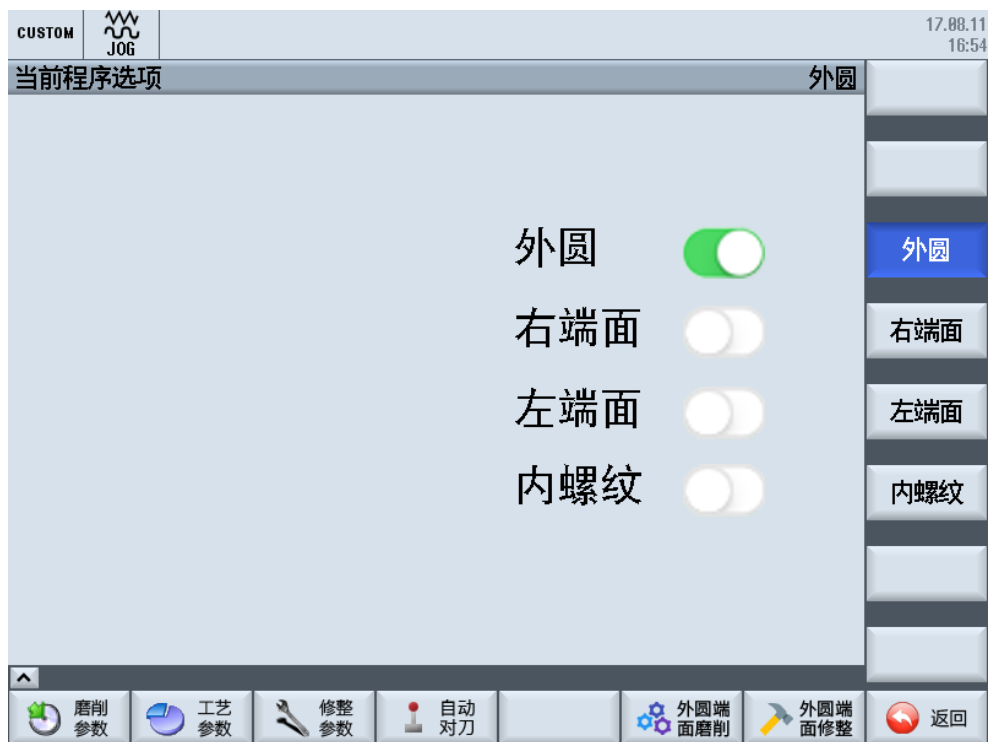 CUSTOM
JOG
17.08.11
16:54
当前程序选项
外圆
外圆
右端面
左端面
内螺纹
外圆
右端面
左端面
内螺纹
磨削
参数
工艺
参数
修整
参数
自动
对刀
外圆端
面磨削
外圆端
面修整
返回